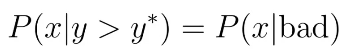 P(x|y > y*) = P(x|bad)